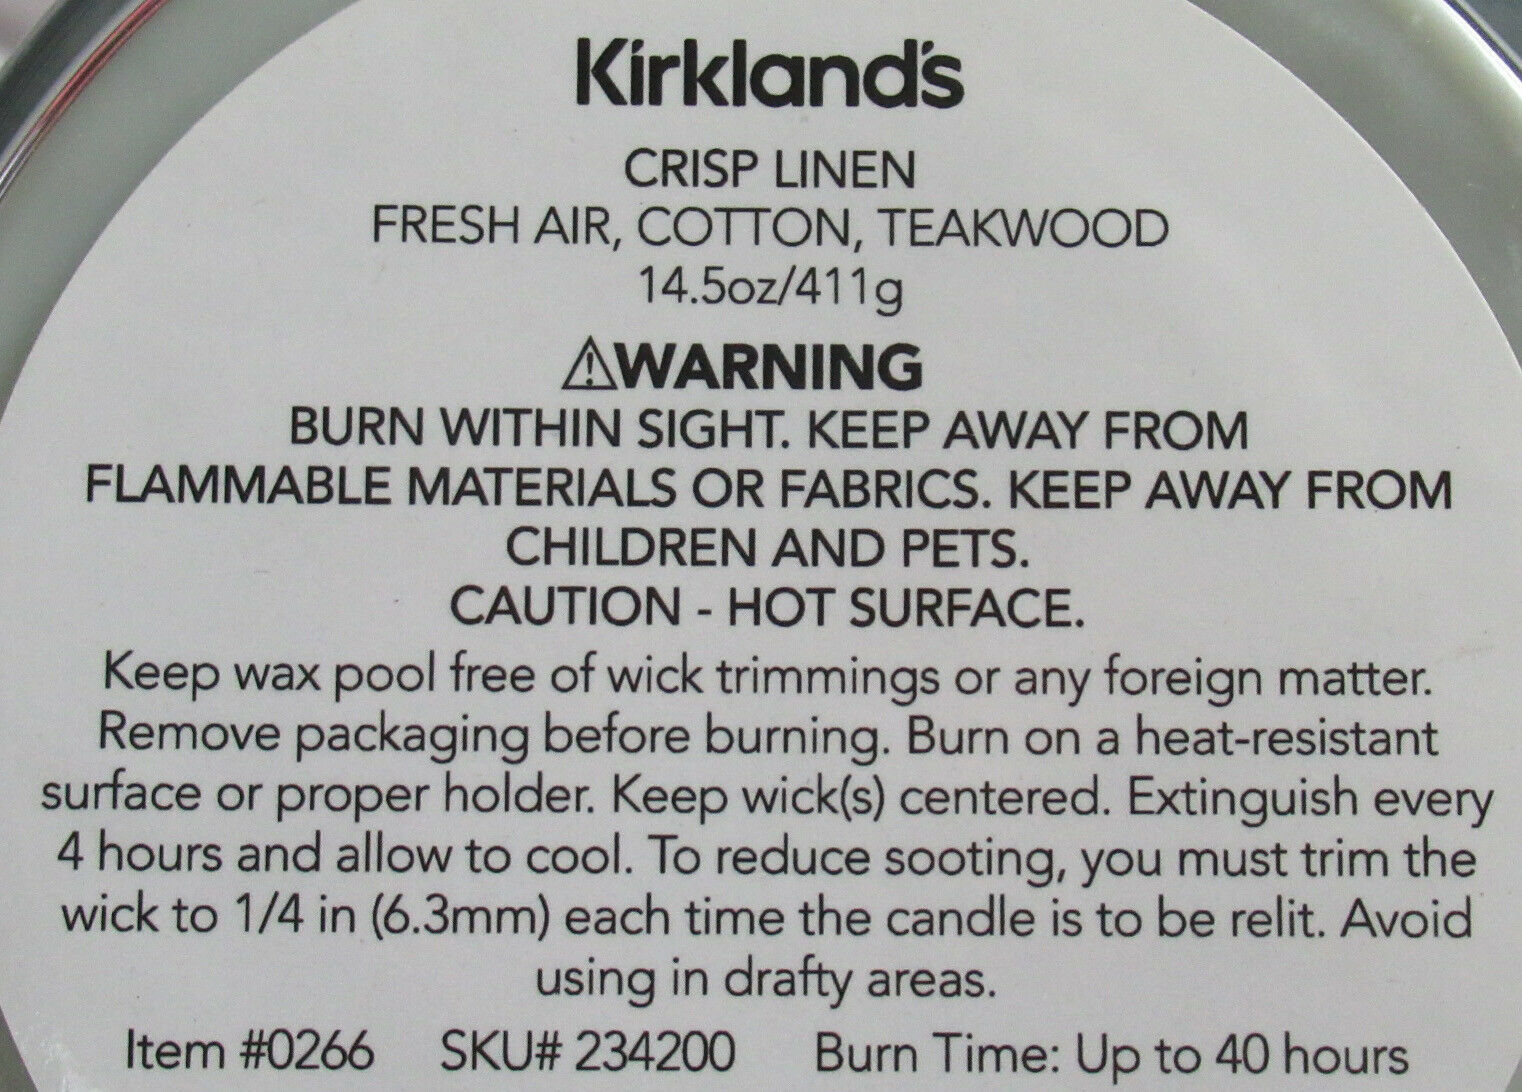 Kirkland's
CRISP LINEN
FRESH AIR, COTTON, TEAKWOOD
14.5oz/411g
⚠WARNING
BURN WITHIN SIGHT. KEEP AWAY FROM
FLAMMABLE MATERIALS OR FABRICS. KEEP AWAY FROM
CHILDREN AND PETS.
CAUTION - HOT SURFACE.
Keep wax pool free of wick trimmings or any foreign matter.
Remove packaging before burning. Burn on a heat-resistant
surface or proper holder. Keep wick(s) centered. Extinguish every
4 hours and allow to cool. To reduce sooting, you must trim the
wick to 1/4 in (6.3mm) each time the candle is to be relit. Avoid
using in drafty areas.
Item #0266 SKU# 234200 Burn Time: Up to 40 hours